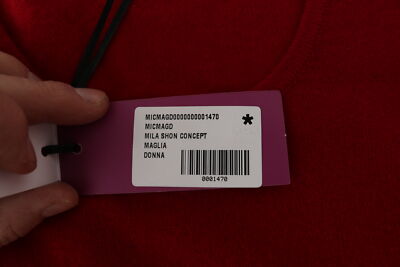 MICMAGD0000000001470
MICMAGD
MILA SHON CONCEPT
MAGLIA
DONNA
0001470